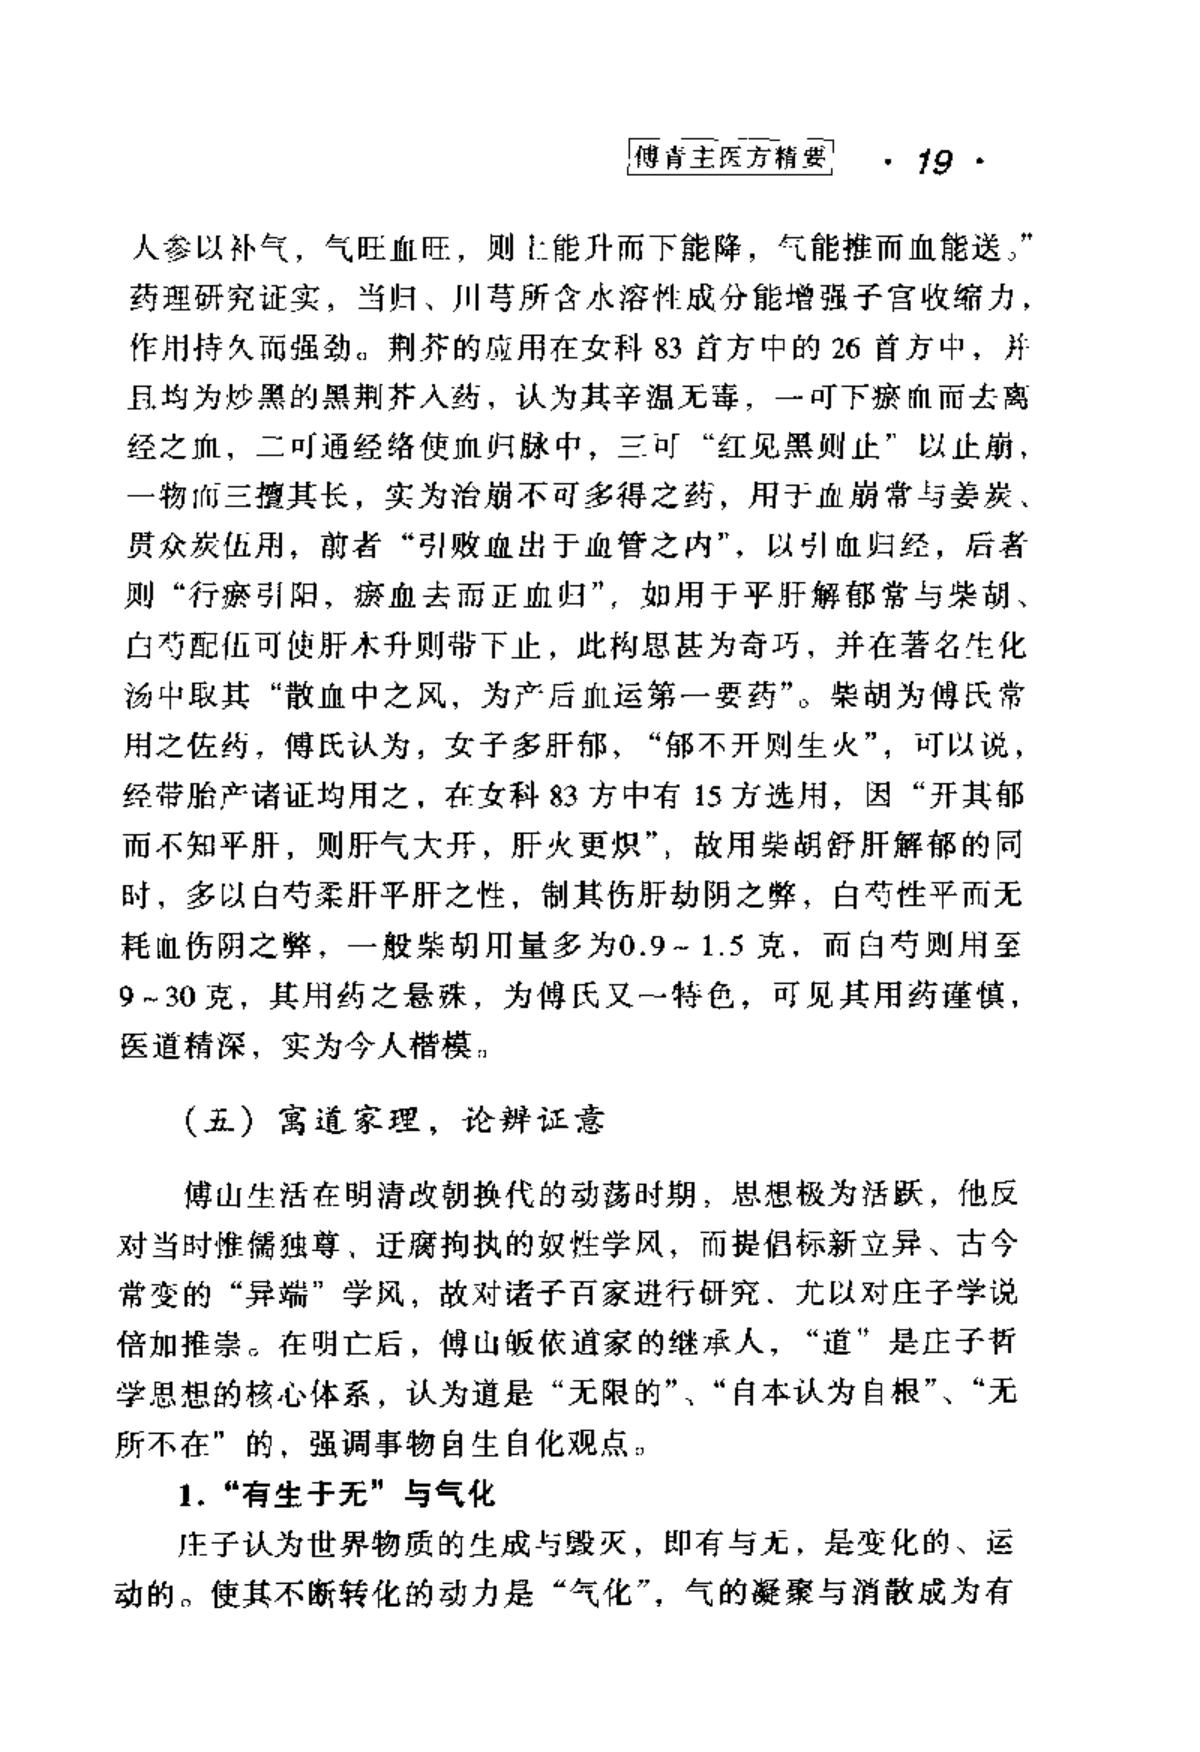 傅青主医方精要 · 19 ·
人参以补气，气旺血旺，则上能升而下能降，气能推而血能送。”
药理研究证实，当归、川芎所含水溶性成分能增强子宫收缩力，
作用持久而强劲。荆芥的应用在女科 83 首方中的 26 首方中，并
且均为炒黑的黑荆芥入药，认为其辛温无毒，一可下瘀血而去离
经之血，二可通经络使血归脉中，三可“红见黑则止”以止崩，
一物而三擅其长，实为治崩不可多得之药，用于血崩常与姜炭、
贯众炭伍用，前者“引败血出于血管之内”，以引血归经，后者
则“行瘀引阳，瘀血去而正血归”，如用于平肝解郁常与柴胡、
白芍配伍可使肝木升则带下止，此构思甚为奇巧，并在著名生化
汤中取其“散血中之风，为产后血运第一要药”。柴胡为傅氏常
用之佐药，傅氏认为，女子多肝郁，“郁不开则生火”，可以说，
经带胎产诸证均用之，在女科 83 方中有 15 方选用，因“开其郁
而不知平肝，则肝气大开，肝火更炽”，故用柴胡舒肝解郁的同
时，多以白芍柔肝平肝之性，制其伤肝劫阴之弊，白芍性平而无
耗血伤阴之弊，一般柴胡用量多为0.9～1.5 克，而白芍则用至
9～30 克，其用药之悬殊，为傅氏又一特色，可见其用药谨慎，
医道精深，实为今人楷模。
（五）寓道家理，论辨证意
傅山生活在明清改朝换代的动荡时期，思想极为活跃，他反
对当时惟儒独尊、迂腐拘执的奴性学风，而提倡标新立异、古今
常变的“异端”学风，故对诸子百家进行研究．尤以对庄子学说
倍加推崇。在明亡后，傅山皈依道家的继承人，“道”是庄子哲
学思想的核心体系，认为道是“无限的”、“自本认为自根”、“无
所不在”的，强调事物自生自化观点。
1.“有生于无”与气化
庄子认为世界物质的生成与毁灭，即有与无，是变化的、运
动的。使其不断转化的动力是“气化”，气的凝聚与消散成为有